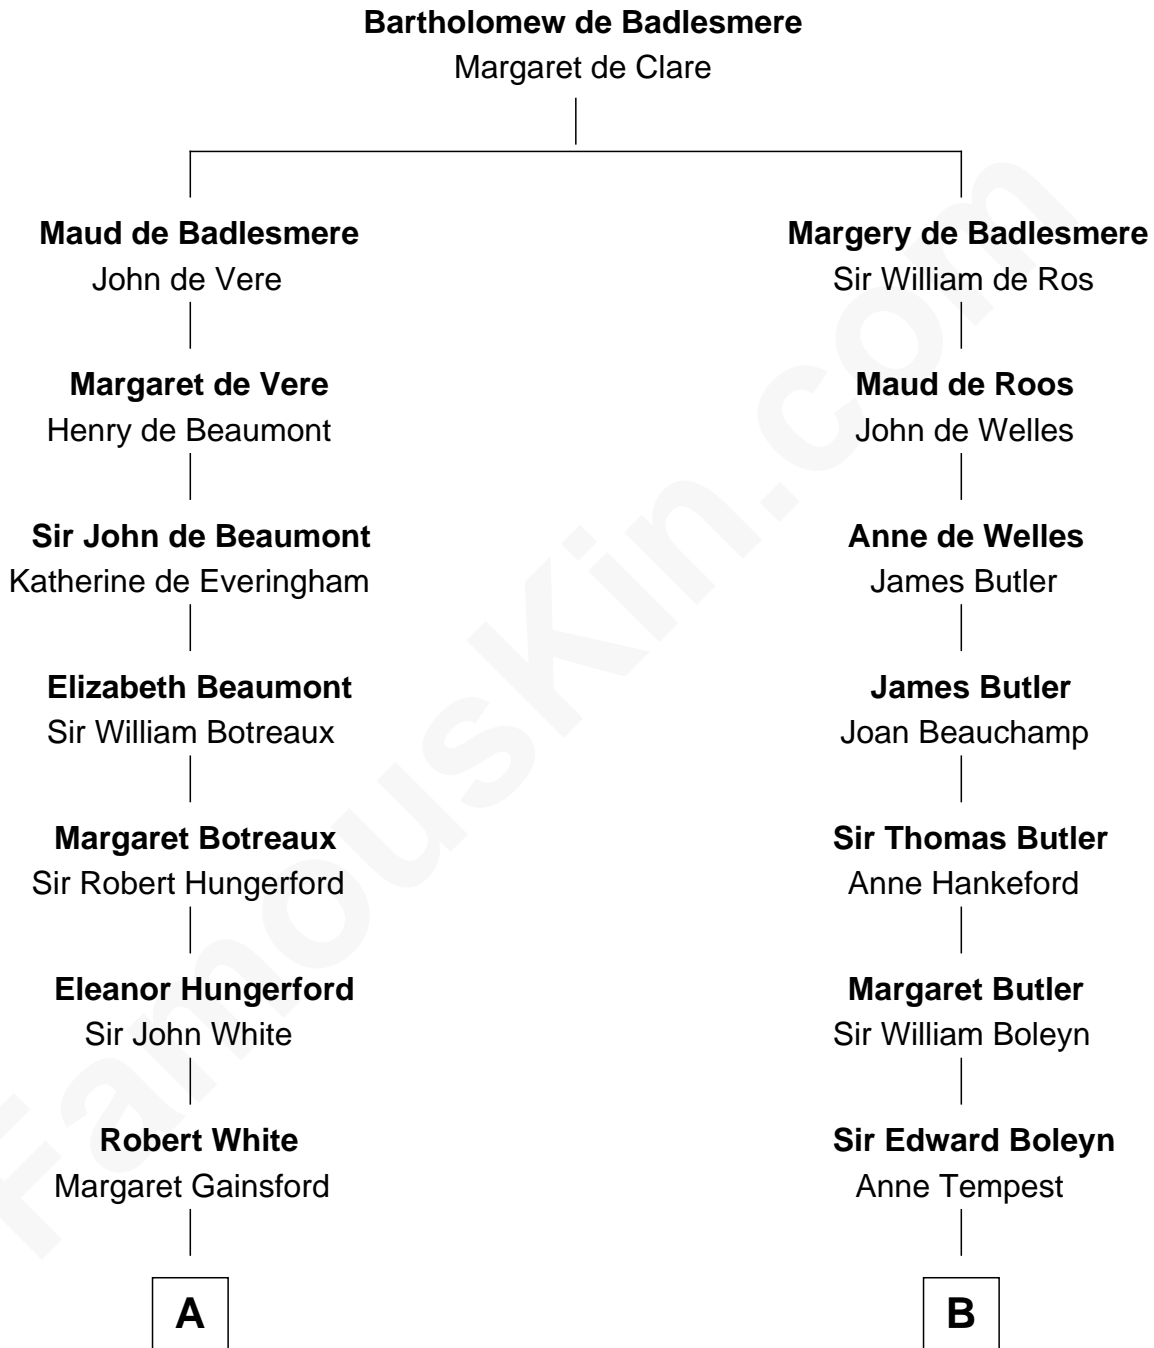 Bartholomew de Badlesmere
Margaret de Clare
Maud de Badlesmere
John de Vere
Margery de Badlesmere
Sir William de Ros
Margaret de Vere
Henry de Beaumont
Maud de Roos
John de Welles
Sir John de Beaumont
Katherine de Everingham
Anne de Welles
James Butler
Elizabeth Beaumont
Sir William Botreaux
James Butler
Joan Beauchamp
Margaret Botreaux
Sir Robert Hungerford
Sir Thomas Butler
Anne Hankeford
Eleanor Hungerford
Sir John White
Margaret Butler
Sir William Boleyn
Robert White
Margaret Gainsford
Sir Edward Boleyn
Anne Tempest
A
B
FamousKin.com